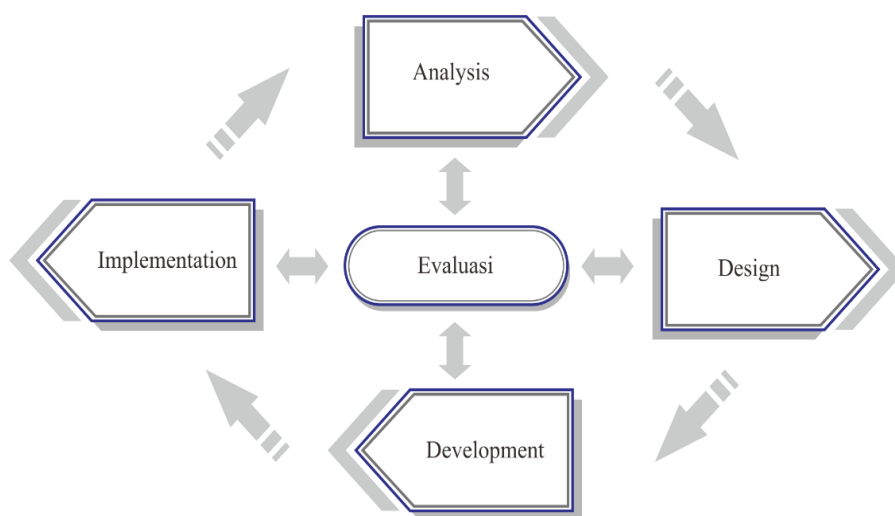 Analysis
Implementation
Evaluasi
Design
Development